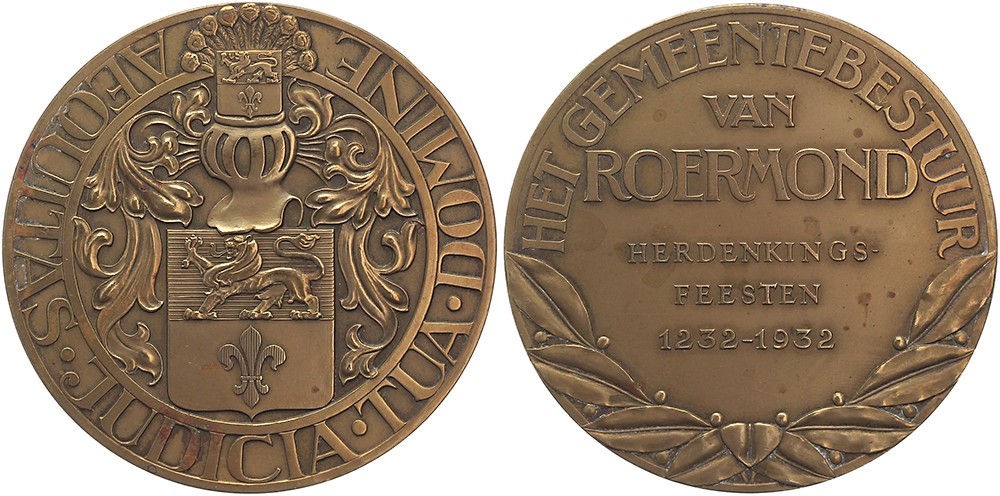 AEQUITAS·JUDICIA·TUA·DOMINE
HET GEMEENTEBESTUUR
VAN
ROERMOND
HERDENKINGS-
FEESTEN
1232-1932